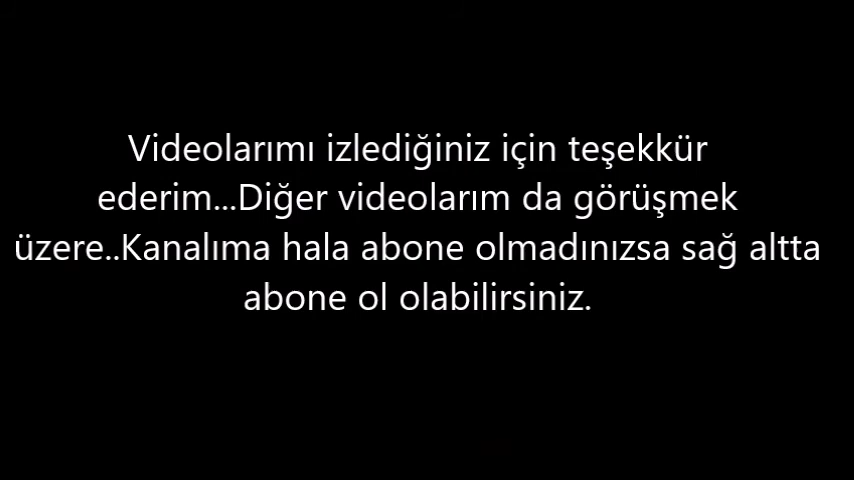 Videolarımı izlediğiniz için teşekkür
ederim...Diğer videolarım da görüşmek
üzere..Kanalıma hala abone olmadınızsa sağ altta
abone ol olabilirsiniz.